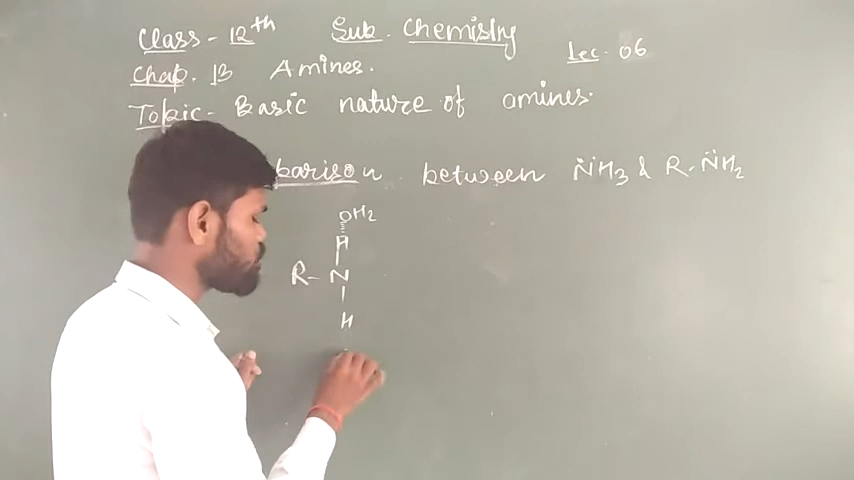 Class - 12th Sub. Chemistry
Lec. 06
Chap. 13 Amines.
Topic - Basic nature of amines.
parison between N̈H₃ & R-N̈H₂
OH₂
H
R-N
H